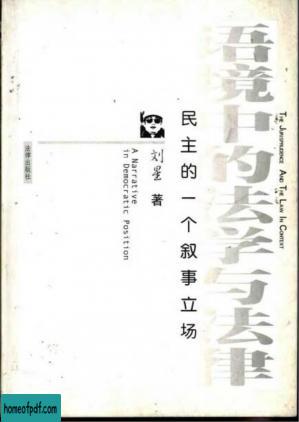 THE JURISPRUDENCE AND THE LAW IN CONTEXT
语境中的法学与法律
民主的一个叙事立场
刘星 著
A Narrative
in Democratic Position
法律出版社
homeofpdf.com
homeofpdf.com